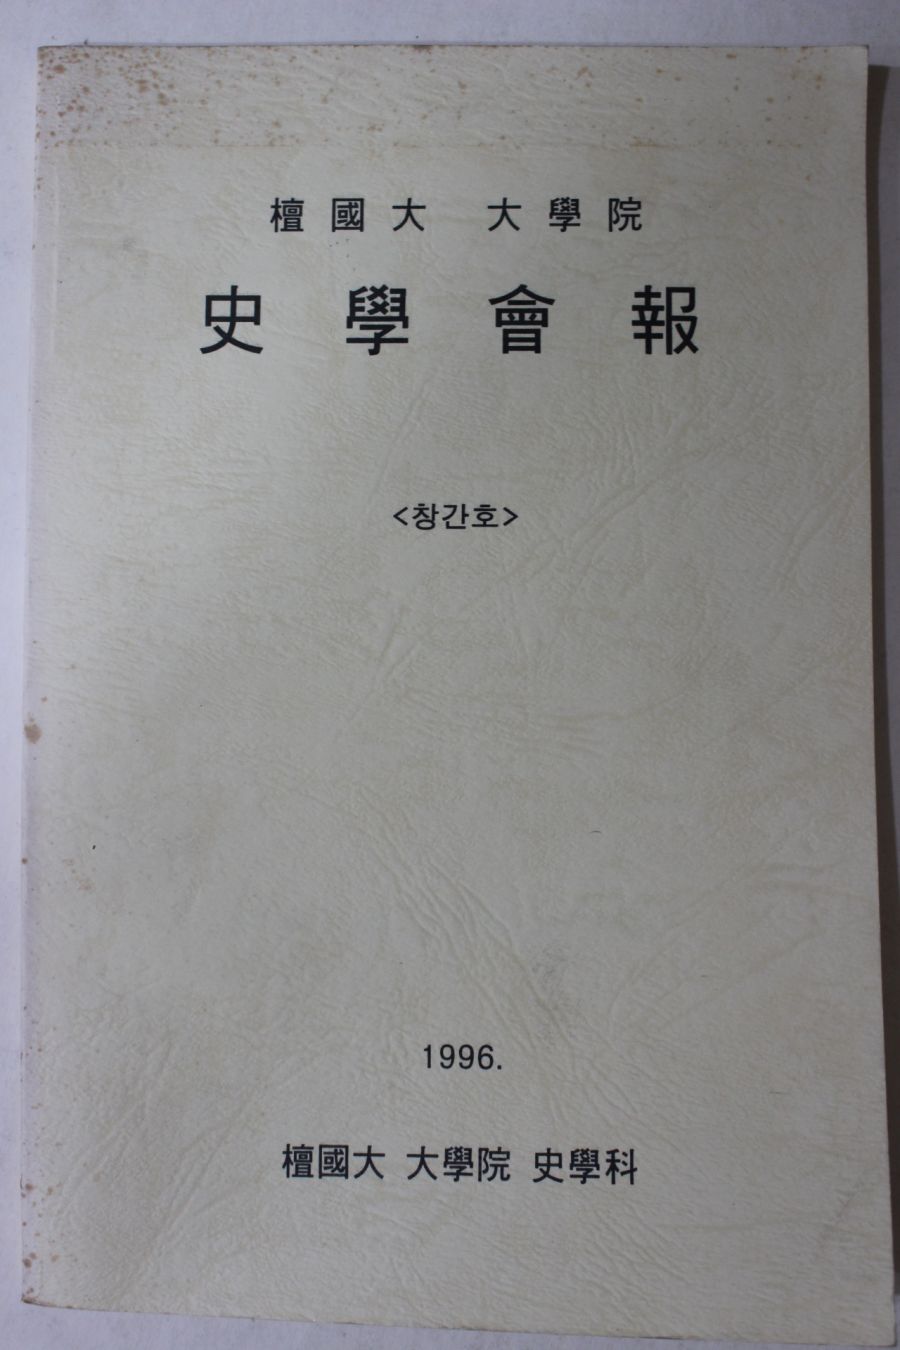 檀國大 大學院
史學會報
<창간호>
1996.
檀國大 大學院 史學科